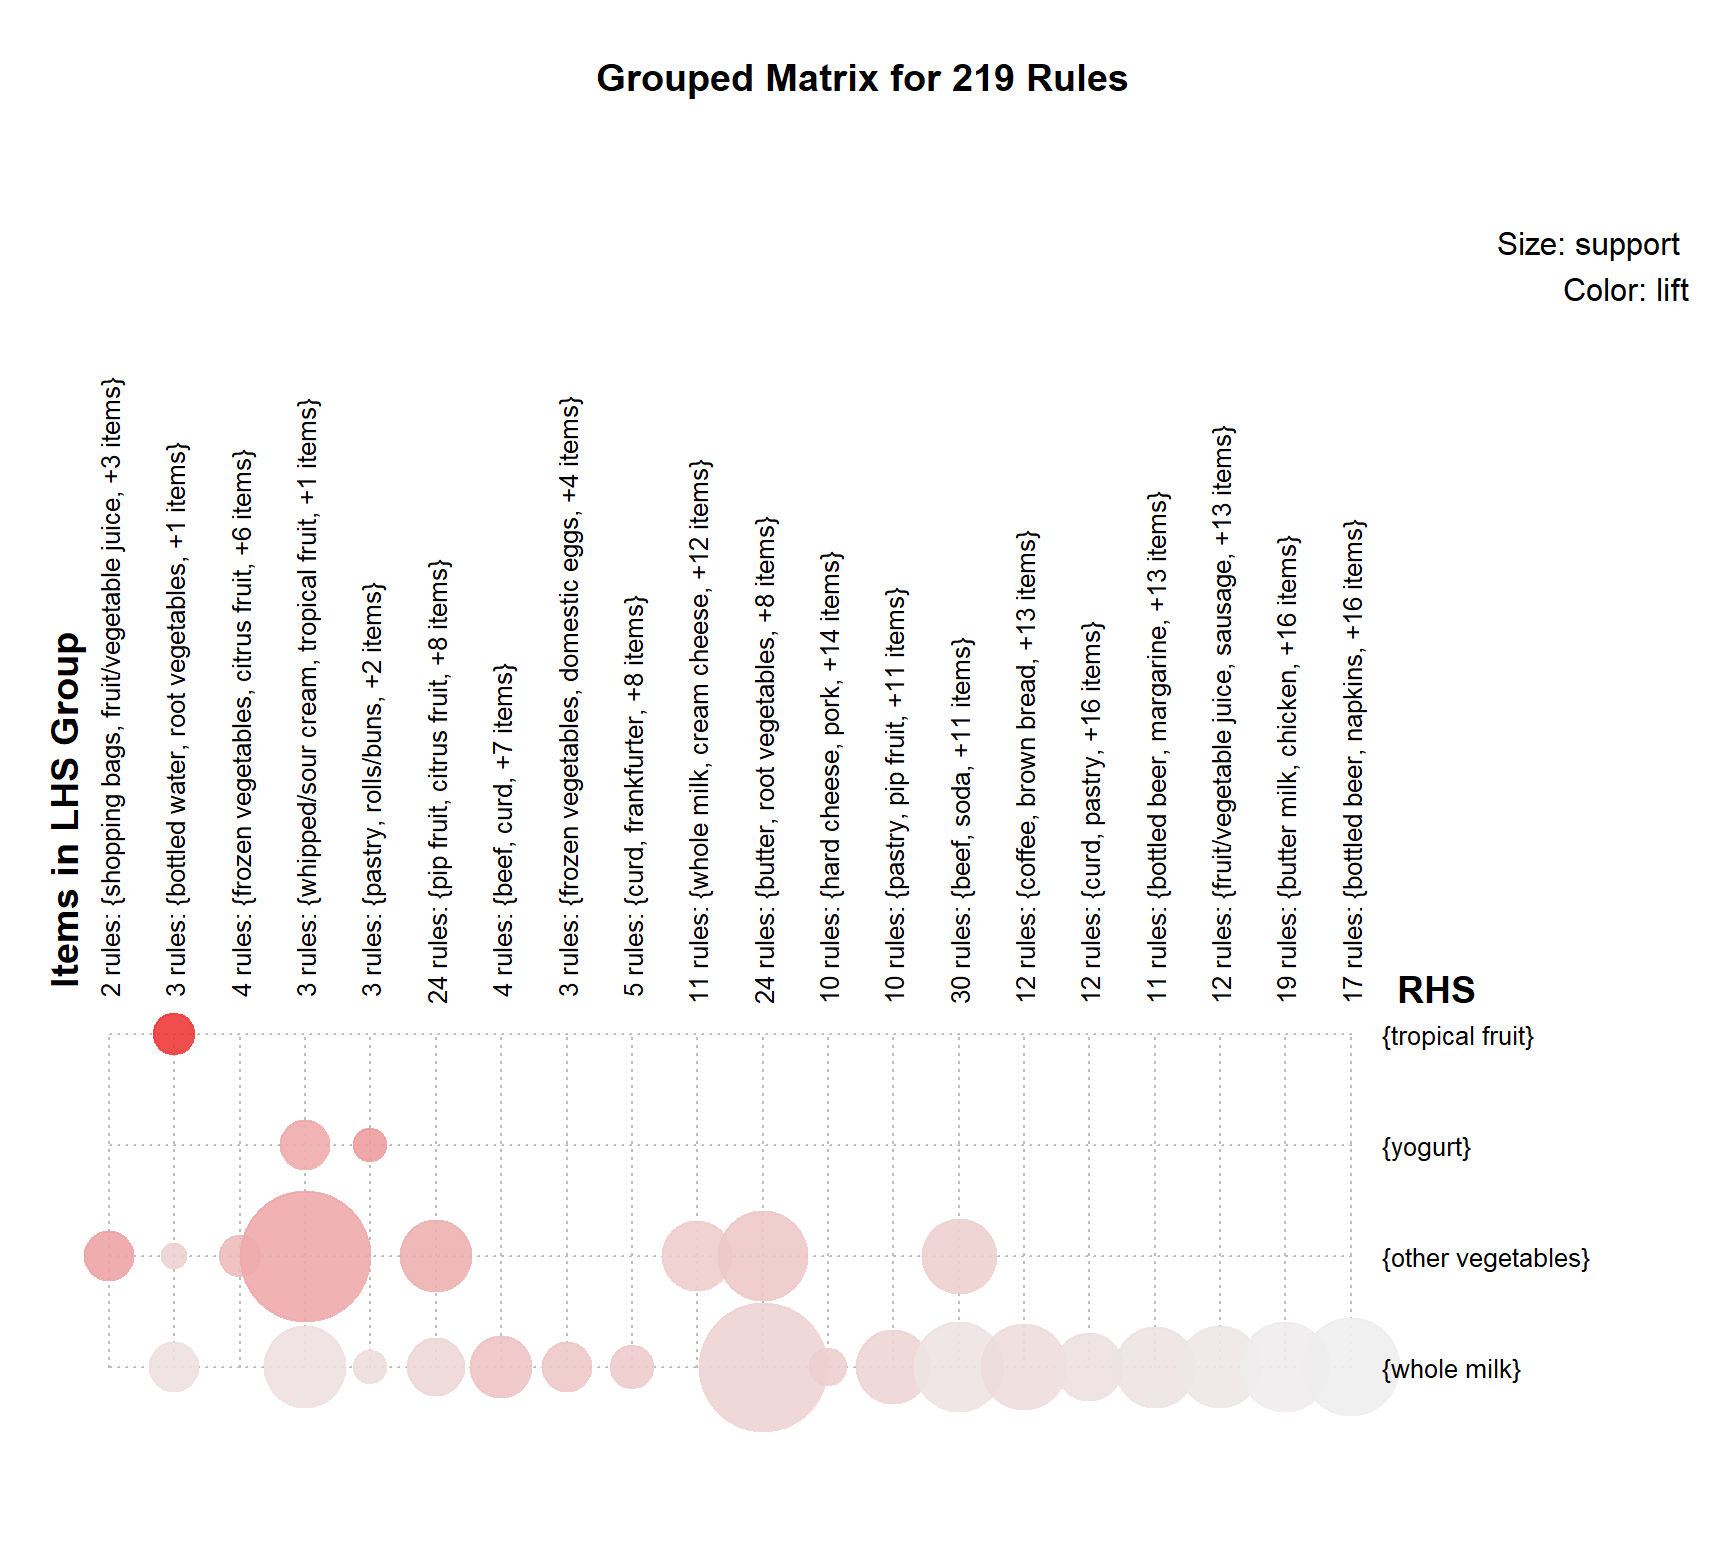 Grouped Matrix for 219 Rules
Size: support
Color: lift
Items in LHS Group
2 rules: {shopping bags, fruit/vegetable juice, +3 items}
3 rules: {bottled water, root vegetables, +1 items}
4 rules: {frozen vegetables, citrus fruit, +6 items}
3 rules: {whipped/sour cream, tropical fruit, +1 items}
3 rules: {pastry, rolls/buns, +2 items}
24 rules: {pip fruit, citrus fruit, +8 items}
4 rules: {beef, curd, +7 items}
3 rules: {frozen vegetables, domestic eggs, +4 items}
5 rules: {curd, frankfurter, +8 items}
11 rules: {whole milk, cream cheese, +12 items}
24 rules: {butter, root vegetables, +8 items}
10 rules: {hard cheese, pork, +14 items}
10 rules: {pastry, pip fruit, +11 items}
30 rules: {beef, soda, +11 items}
12 rules: {coffee, brown bread, +13 items}
12 rules: {curd, pastry, +16 items}
11 rules: {bottled beer, margarine, +13 items}
12 rules: {fruit/vegetable juice, sausage, +13 items}
19 rules: {butter milk, chicken, +16 items}
17 rules: {bottled beer, napkins, +16 items}
RHS
{tropical fruit}
{yogurt}
{other vegetables}
{whole milk}